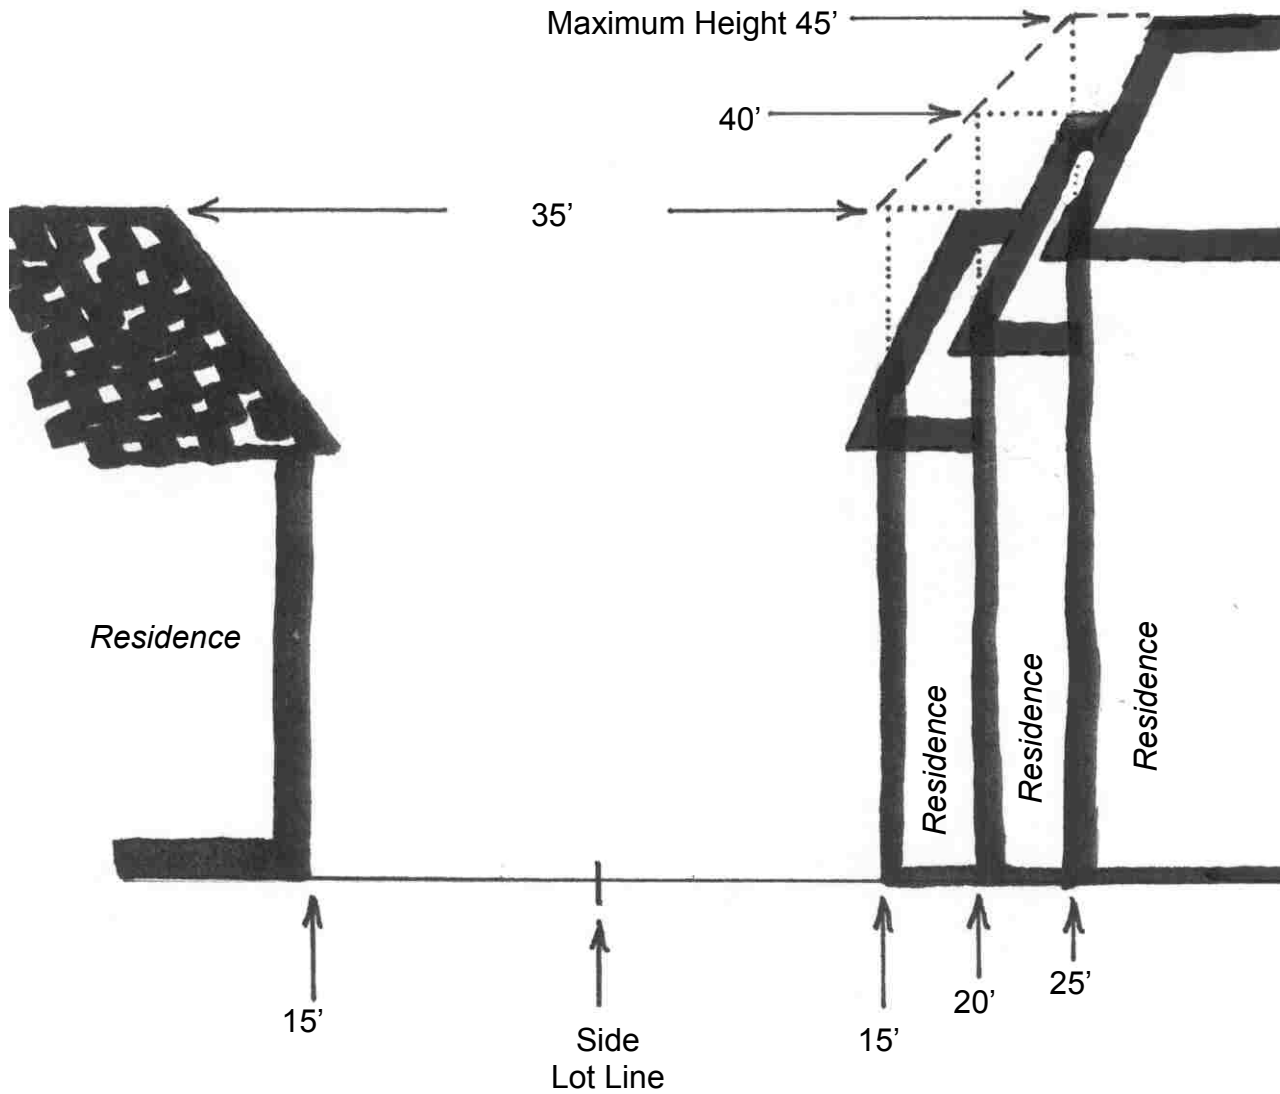 Maximum Height 45’
40’
35’
Residence
Residence
Residence
Residence
15’
Side
Lot Line
15’
20’
25’